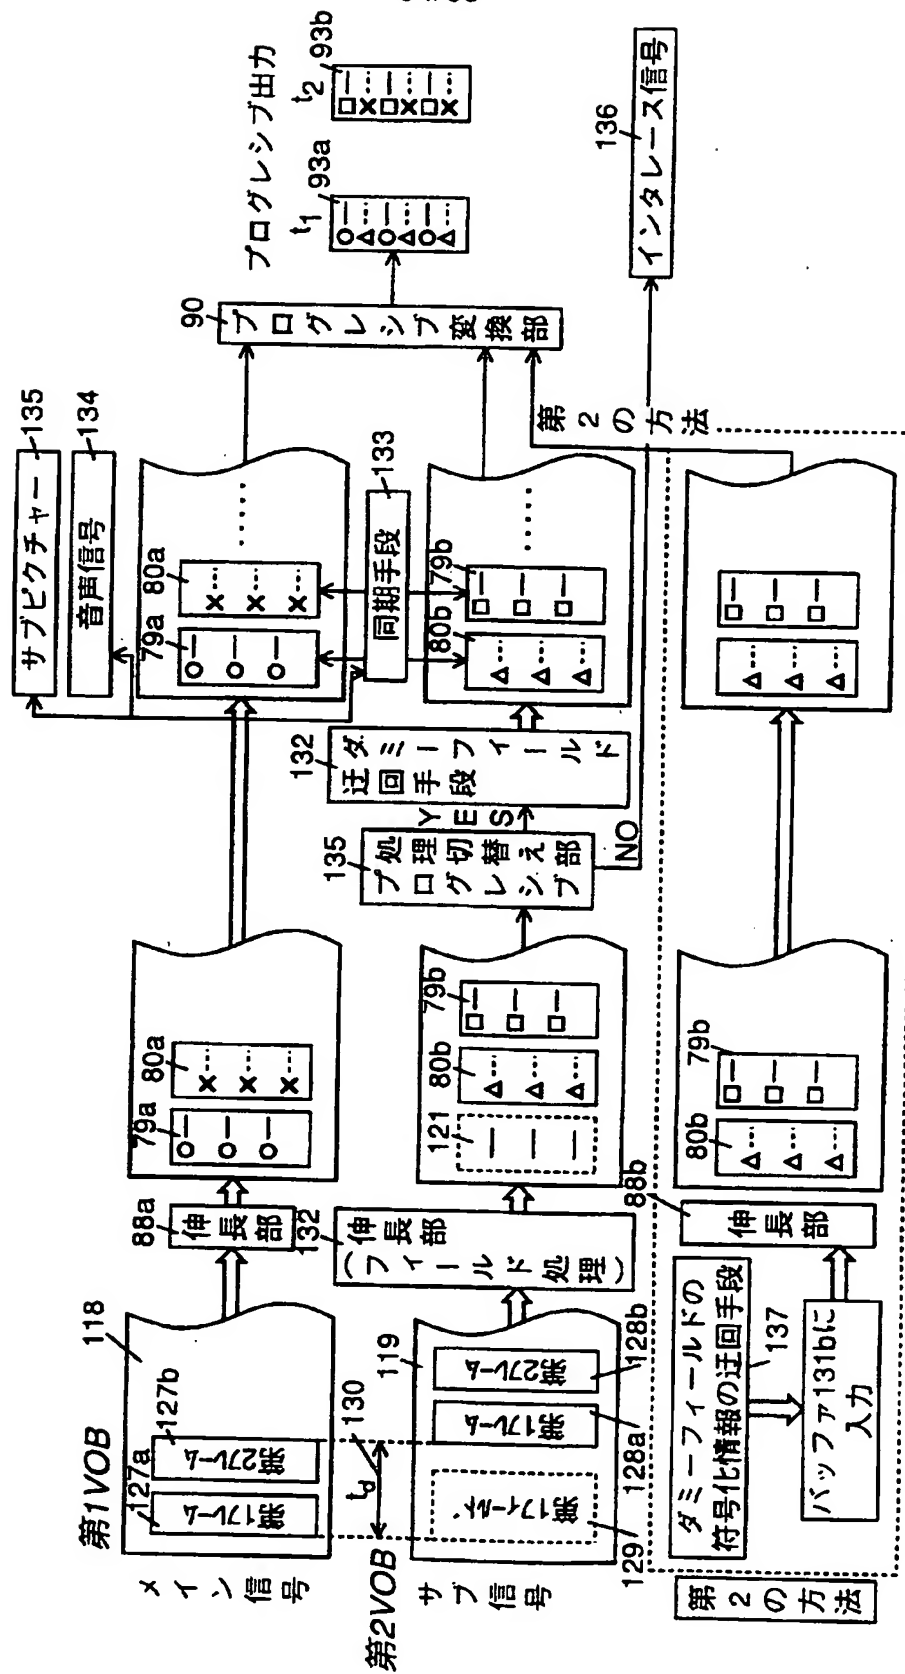 プログレシブ出力
t1
93a
t2
93b
サブピクチャー
135
音声信号
134
90
プログレシブ変換部
インタレース信号
136
79a
80a
同期手段
133
80b
79b
第2の方法
132
ダミーフィールド
迂回手段
YES
135
プログレシブ
処理切替え部
NO
79a
80a
121
80b
79b
80b
79b
88a
伸長部
132
伸長部
(フィールド処理)
88b
伸長部
第1VOB
118
127a
127b
第1フレーム
第2フレーム
メイン信号
td
130
第2VOB
119
第1フィールド
第1フレーム
第2フレーム
129
128a
128b
サブ信号
ダミーフィールドの
符号化情報の迂回手段
137
バッファ131bに
入力
第2の方法